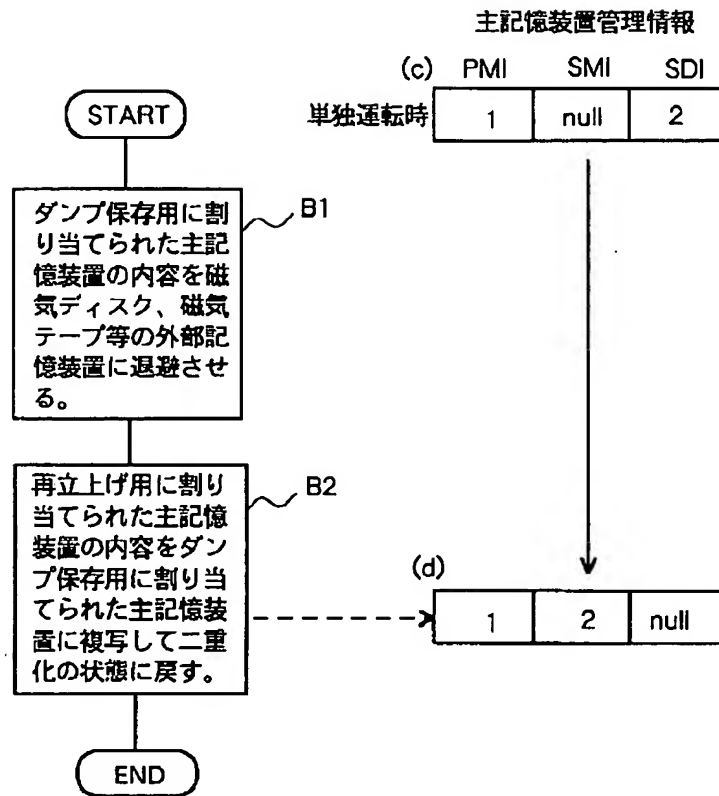 主記憶装置管理情報
(c) PMI SMI SDI
単独運転時 1 null 2
START
ダンプ保存用に割
り当てられた主記
憶装置の内容を磁
気ディスク、磁気
テープ等の外部記
憶装置に退避させ
る。
B1
再立上げ用に割り
当てられた主記憶
装置の内容をダン
プ保存用に割り当
てられた主記憶装
置に複写して二重
化の状態に戻す。
B2
(d)
1 2 null
END